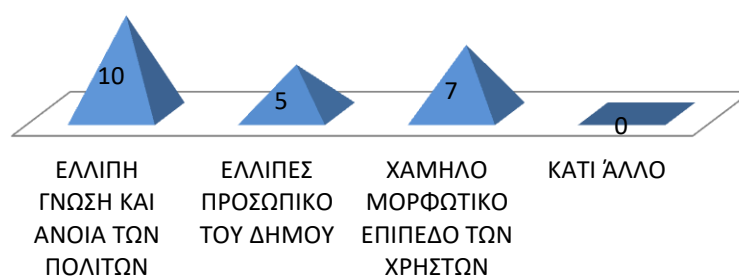 10
5
7
0
ΕΛΛΙΠΗ
ΓΝΩΣΗ ΚΑΙ
ΑΝΟΙΑ ΤΩΝ
ΠΟΛΙΤΩΝ
ΕΛΛΙΠΕΣ
ΠΡΟΣΩΠΙΚΟ
ΤΟΥ ΔΗΜΟΥ
ΧΑΜΗΛΟ
ΜΟΡΦΩΤΙΚΟ
ΕΠΙΠΕΔΟ ΤΩΝ
ΧΡΗΣΤΩΝ
ΚΑΤΙ ΆΛΛΟ